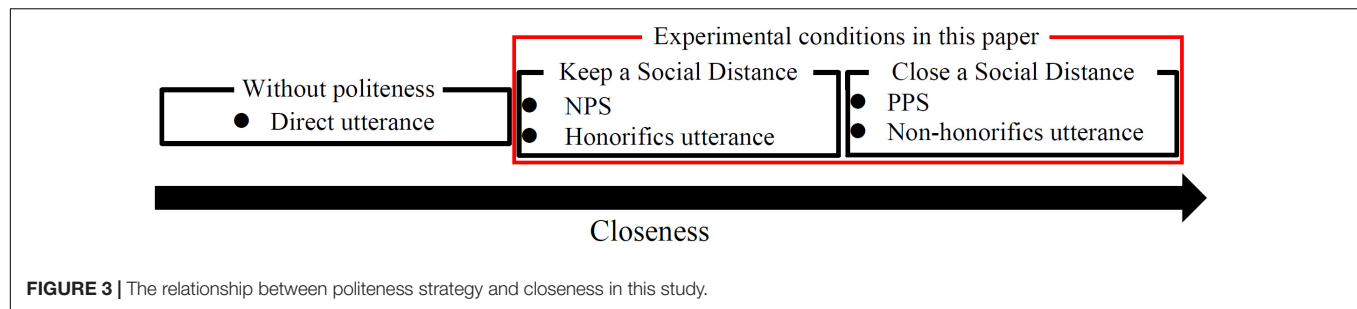 Experimental conditions in this paper
Without politeness
● Direct utterance
Keep a Social Distance
● NPS
● Honorifics utterance
Close a Social Distance
● PPS
● Non-honorifics utterance
Closeness
FIGURE 3 | The relationship between politeness strategy and closeness in this study.